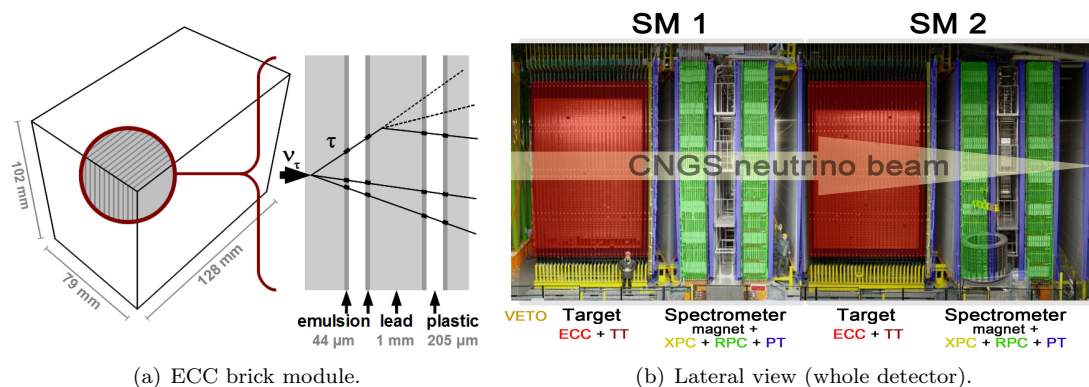 SM 1
SM 2
102 mm
79 mm
128 mm
ντ
τ
emulsion
lead
plastic
44 μm
1 mm
205 μm
CNGS neutrino beam
VETO
Target
ECC + TT
Spectrometer
magnet +
XPC + RPC + PT
Target
ECC + TT
Spectrometer
magnet +
XPC + RPC + PT
(a) ECC brick module.
(b) Lateral view (whole detector).